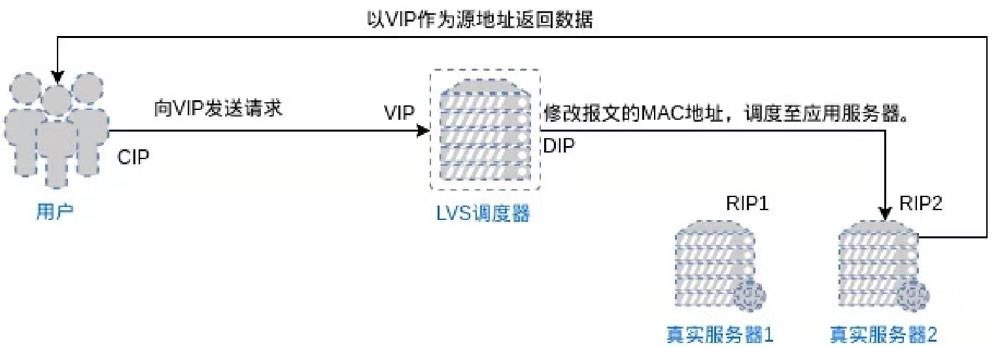 以VIP作为源地址返回数据
向VIP发送请求
VIP
修改报文的MAC地址，调度至应用服务器。
CIP
DIP
用户
LVS调度器
RIP1
RIP2
真实服务器1
真实服务器2